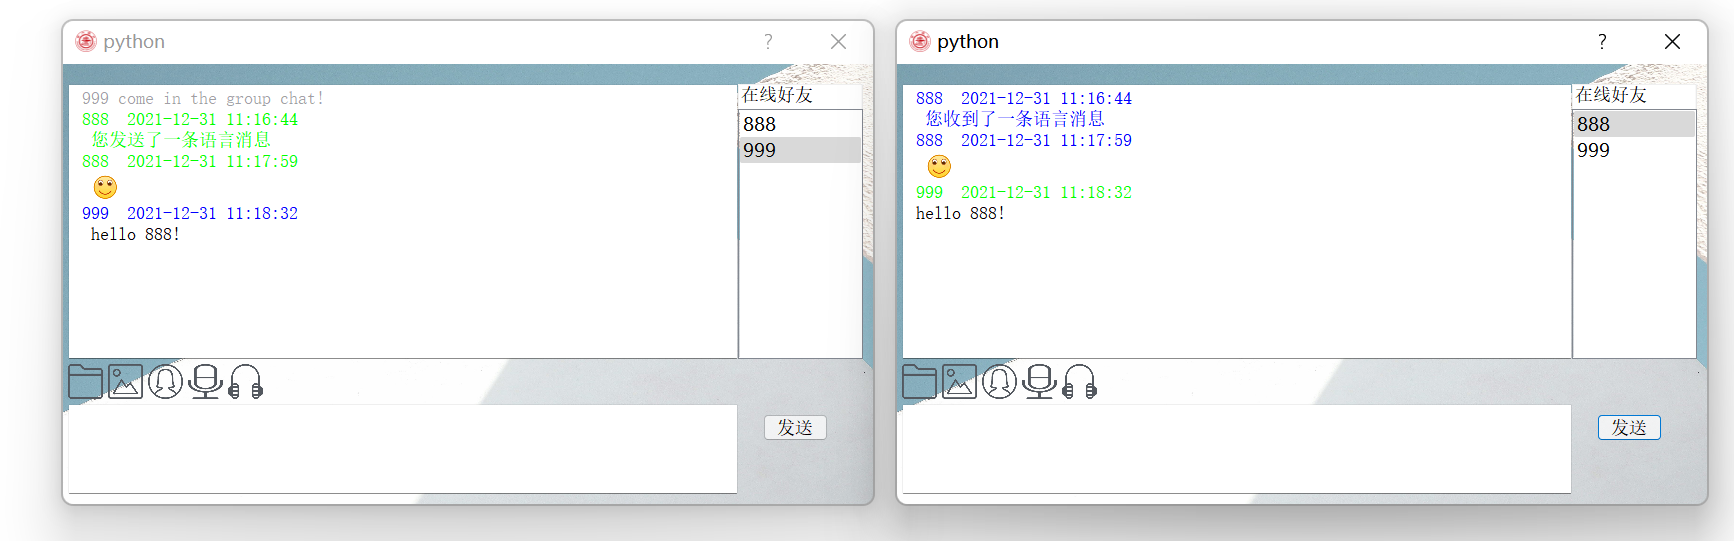 python
?
999 come in the group chat!
888 2021-12-31 11:16:44
您发送了一条语言消息
888 2021-12-31 11:17:59
999 2021-12-31 11:18:32
hello 888!
在线好友
888
999
发送
python
?
888 2021-12-31 11:16:44
您收到了一条语言消息
888 2021-12-31 11:17:59
999 2021-12-31 11:18:32
hello 888!
在线好友
888
999
发送